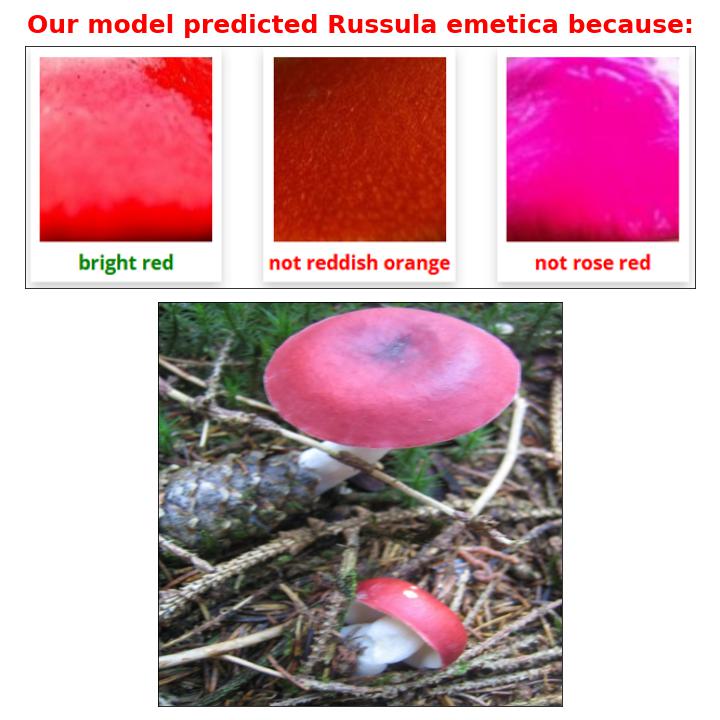 Our model predicted Russula emetica because:
bright red
not reddish orange
not rose red